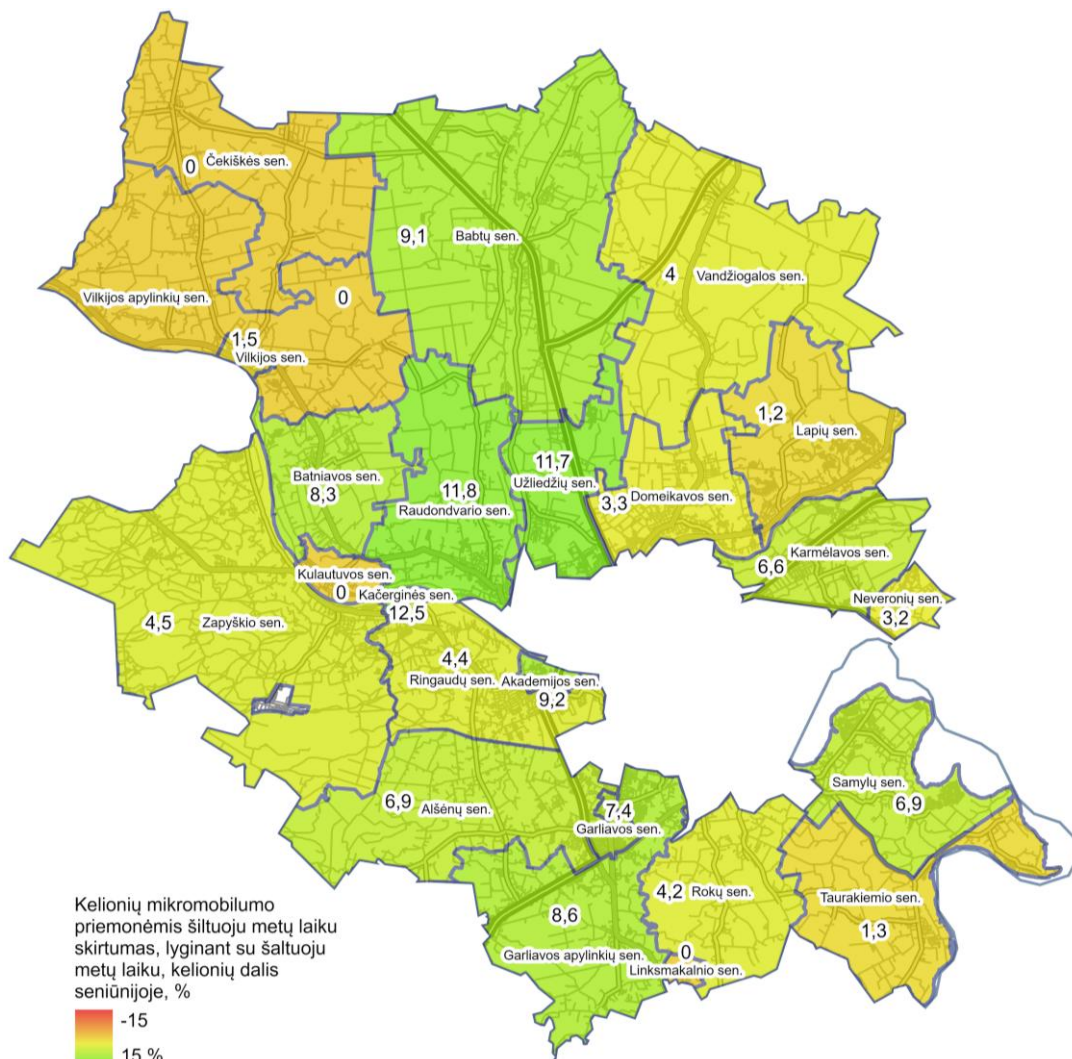 Čekiškės sen.
0
9,1
Babtų sen.
4
Vandžiogalos sen.
Vilkijos apylinkių sen.
0
1,5
Vilkijos sen.
1,2
Lapių sen.
Batniavos sen.
8,3
11,8
Raudondvario sen.
11,7
Užliedžių sen.
3,3
Domeikavos sen.
Karmėlavos sen.
6,6
Neveronių sen.
3,2
Kulautuvos sen.
0
Kačerginės sen.
12,5
4,5
Zapyškio sen.
4,4
Ringaudų sen.
Akademijos sen.
9,2
Samylų sen.
6,9
6,9
Alšėnų sen.
7,4
Garliavos sen.
4,2
Rokų sen.
Taurakiemio sen.
1,3
8,6
Garliavos apylinkių sen.
0
Linksmakalnio sen.
Kelionių mikromobilumo
priemonėmis šiltuoju metų laiku
skirtumas, lyginant su šaltuoju
metų laiku, kelionių dalis
seniūnijoje, %
-15
15 %